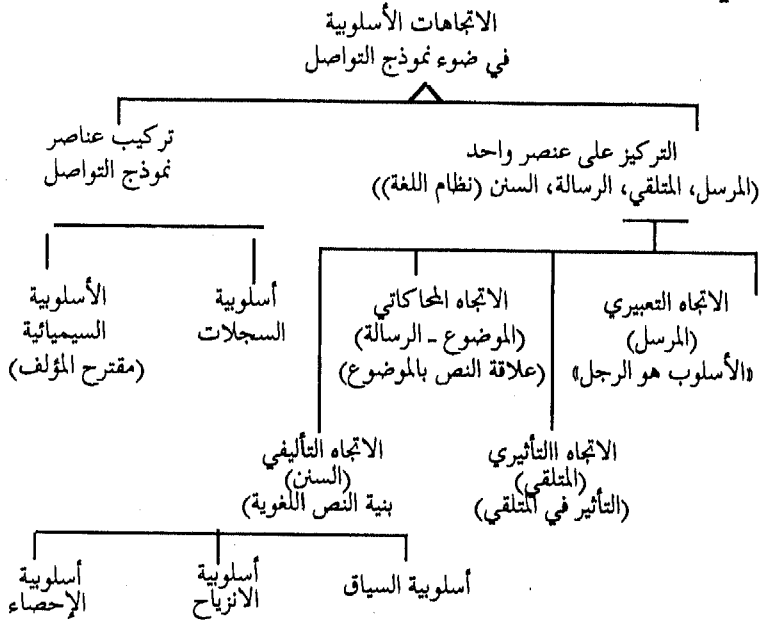 الاتجاهات الأسلوبية
في ضوء نموذج التواصل
التركيز على عنصر واحد
(المرسل، المتلقي، الرسالة، السنن (نظام اللغة))
تركيب عناصر
نموذج التواصل
الاتجاه التعبيري
(المرسل)
«الأسلوب هو الرجل»
الاتجاه المحاكاتي
(الموضوع - الرسالة)
(علاقة النص بالموضوع)
أسلوبية
السجلات
الأسلوبية
السيميائية
(مقترح المؤلف)
الاتجاه االتأثيري
(المتلقي)
(التأثير في المتلقي)
الاتجاه التأليفي
(السنن)
بنية النص اللغوية)
أسلوبية السياق
أسلوبية
الانزياح
أسلوبية
الإحصاء